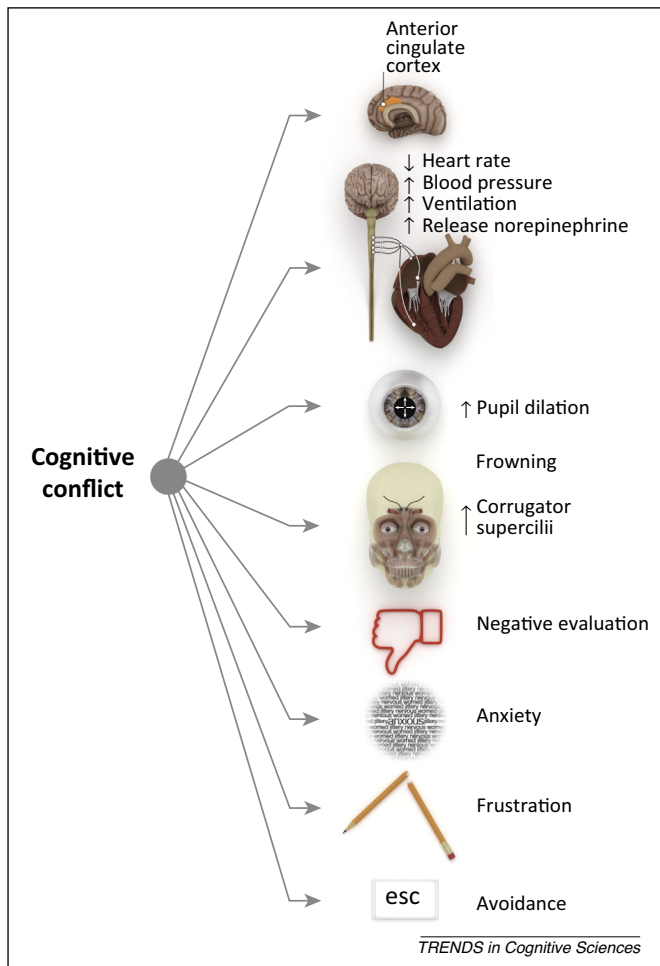 Anterior
cingulate
cortex
↓ Heart rate
↑ Blood pressure
↑ Ventilation
↑ Release norepinephrine
↑ Pupil dilation
Cognitive
conflict
Frowning
↑ Corrugator
supercilii
Negative evaluation
anxious
Anxiety
Frustration
esc
Avoidance
TRENDS in Cognitive Sciences